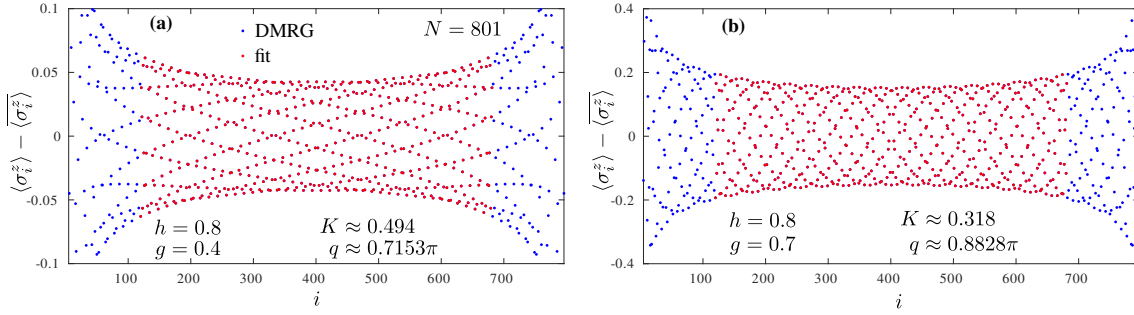 (a)
DMRG
fit
N = 801
⟨σ_i^z⟩ − \overline{⟨σ_i^z⟩}
0.1
0.05
0
-0.05
-0.1
h = 0.8
g = 0.4
K ≈ 0.494
q ≈ 0.7153π
100 200 300 400 500 600 700
i
(b)
⟨σ_i^z⟩ − \overline{⟨σ_i^z⟩}
0.4
0.2
0
-0.2
-0.4
h = 0.8
g = 0.7
K ≈ 0.318
q ≈ 0.8828π
100 200 300 400 500 600 700
i